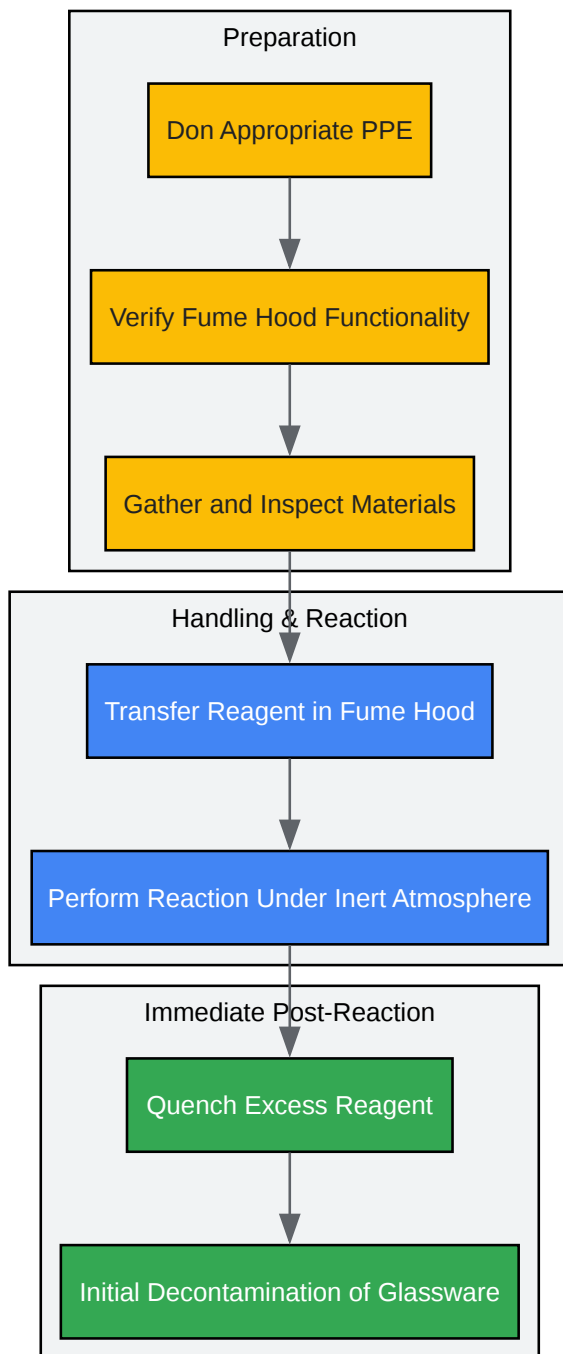 Preparation
Don Appropriate PPE
Verify Fume Hood Functionality
Gather and Inspect Materials
Handling & Reaction
Transfer Reagent in Fume Hood
Perform Reaction Under Inert Atmosphere
Immediate Post-Reaction
Quench Excess Reagent
Initial Decontamination of Glassware